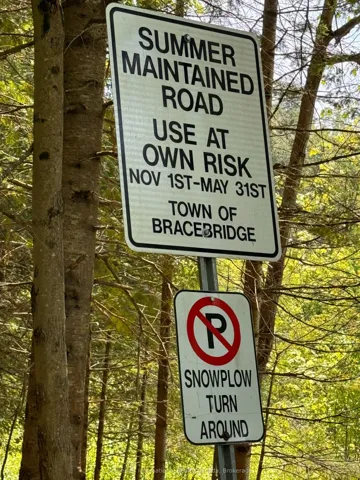 SUMMER
MAINTAINED
ROAD
USE AT
OWN RISK
NOV 1ST-MAY 31ST
TOWN OF
BRACEBRIDGE
P
SNOWPLOW
TURN
AROUND